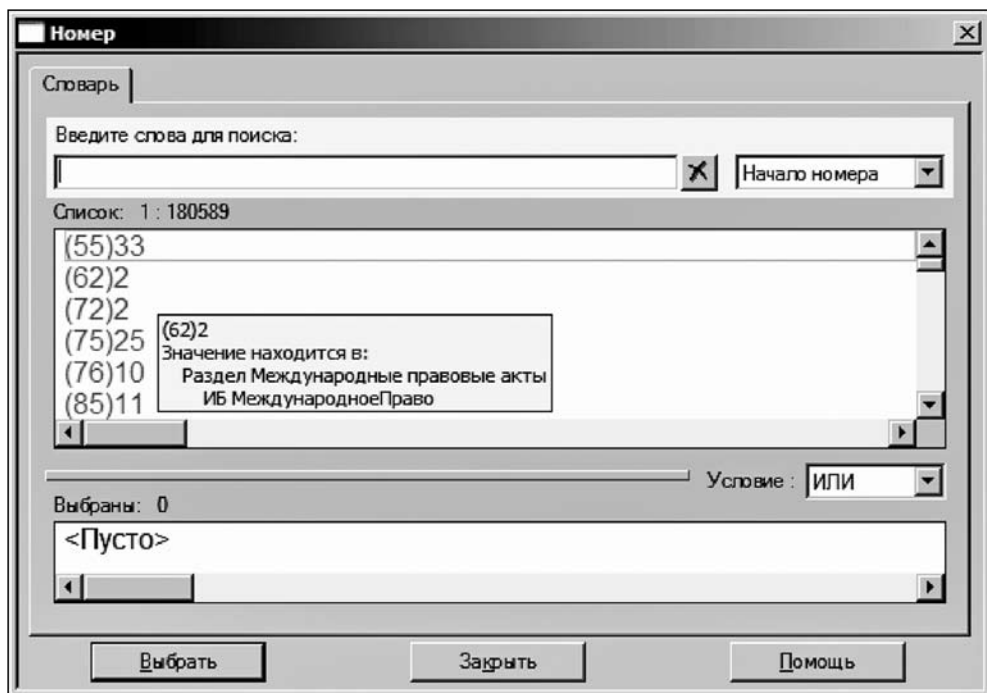 Номер
Словарь
Введите слова для поиска:
Начало номера
Список: 1 : 180589
(55)33
(62)2
(72)2
(75)25
(76)10
(85)11
(62)2
Значение находится в:
Раздел Международные правовые акты
ИБ МеждународноеПраво
Условие : ИЛИ
Выбраны: 0
<Пусто>
Выбрать Закрыть Помощь